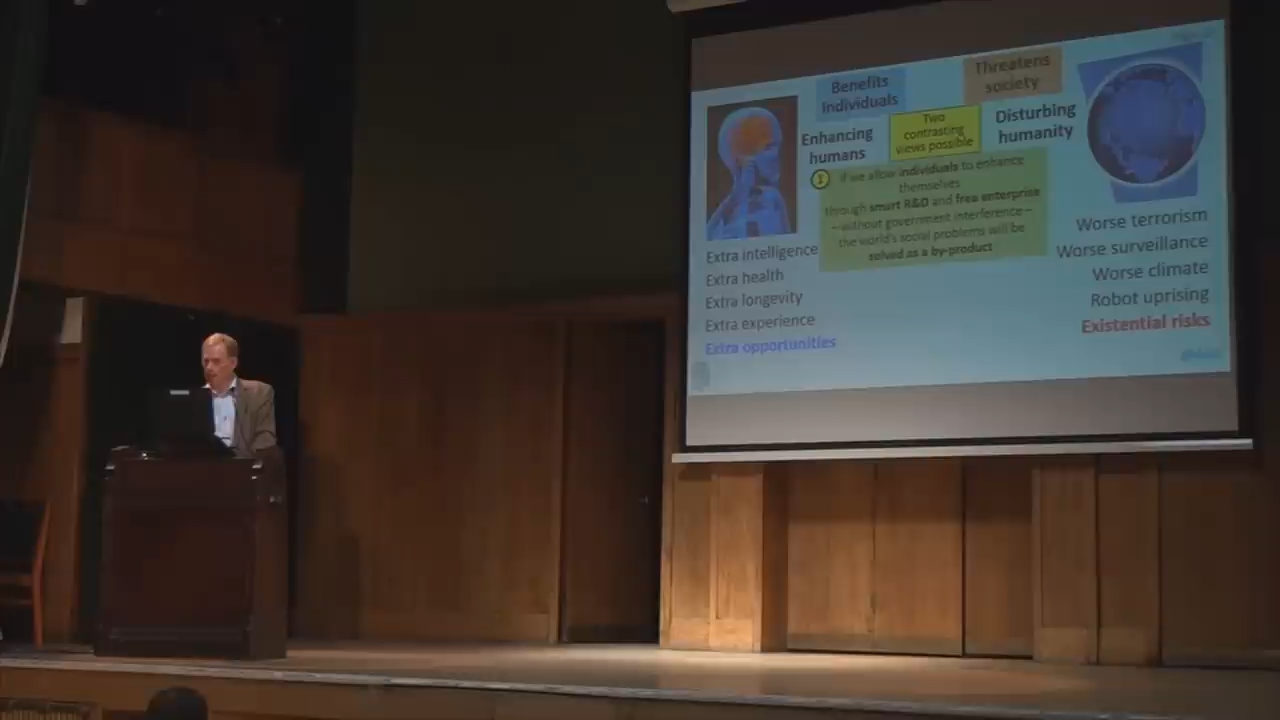 Benefits
Individuals
Threatens
society
Enhancing
humans
Two
contrasting
views possible
Disturbing
humanity
1
If we allow individuals to enhance
themselves
through smart R&D and free enterprise
– without government interference –
the world's social problems will be
solved as a by-product
Extra intelligence
Extra health
Extra longevity
Extra experience
Extra opportunities
Worse terrorism
Worse surveillance
Worse climate
Robot uprising
Existential risks